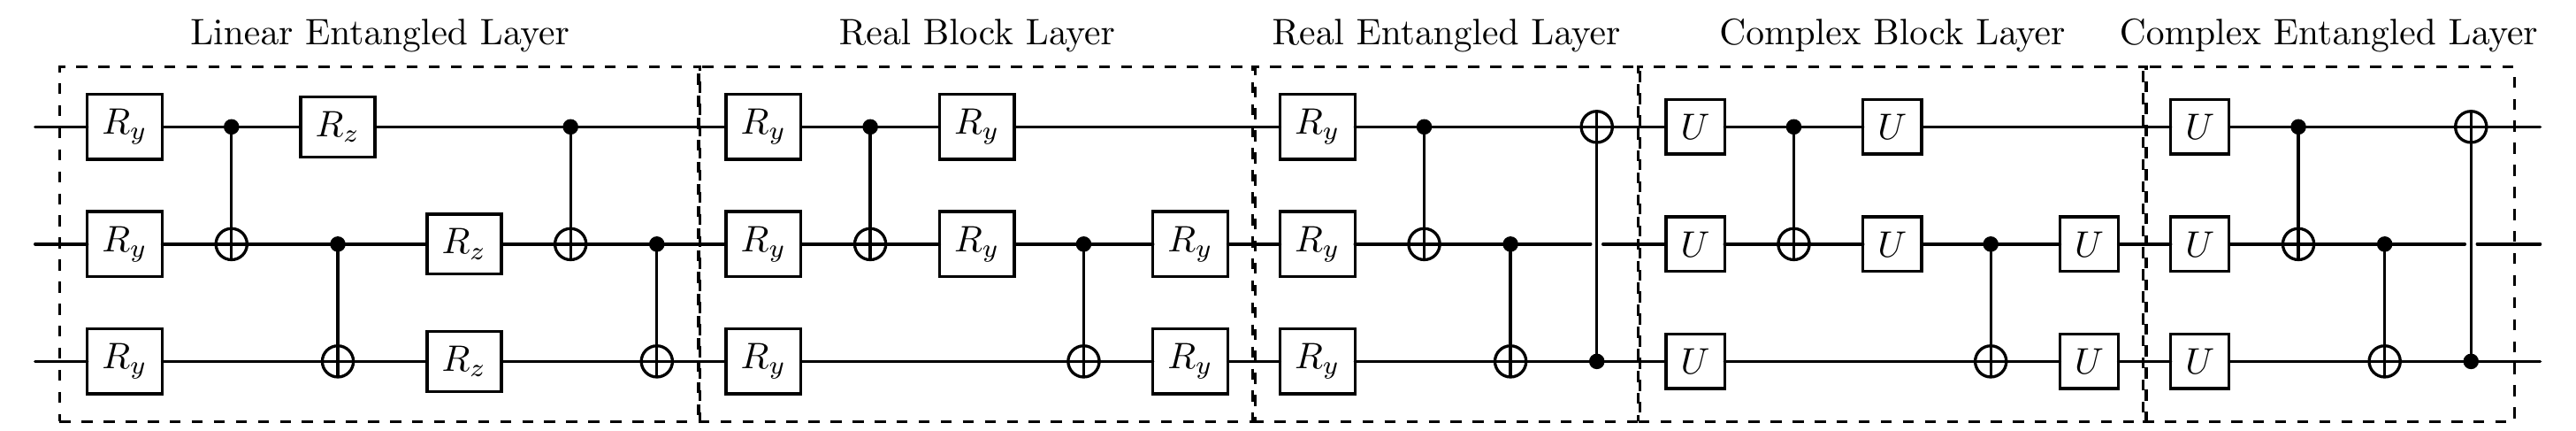 Linear Entangled Layer Real Block Layer Real Entangled Layer Complex Block Layer Complex Entangled Layer
R_y R_z R_y R_y R_y U U U
R_y R_z R_y R_y R_y R_y U U U U
R_y R_z R_y R_y R_y U U U